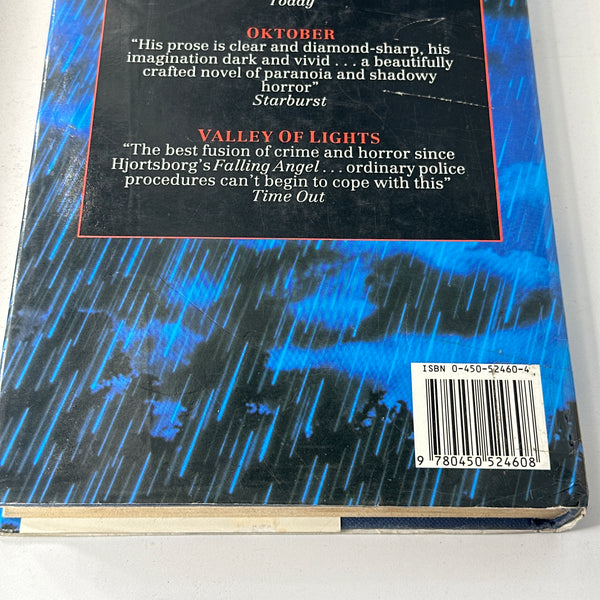 Today
OKTOBER
“His prose is clear and diamond-sharp, his
imagination dark and vivid . . . a beautifully
crafted novel of paranoia and shadowy
horror”
Starburst
VALLEY OF LIGHTS
“The best fusion of crime and horror since
Hjortsborg's Falling Angel . . . ordinary police
procedures can't begin to cope with this”
Time Out
ISBN 0-450-52460-4
9 780450 524608